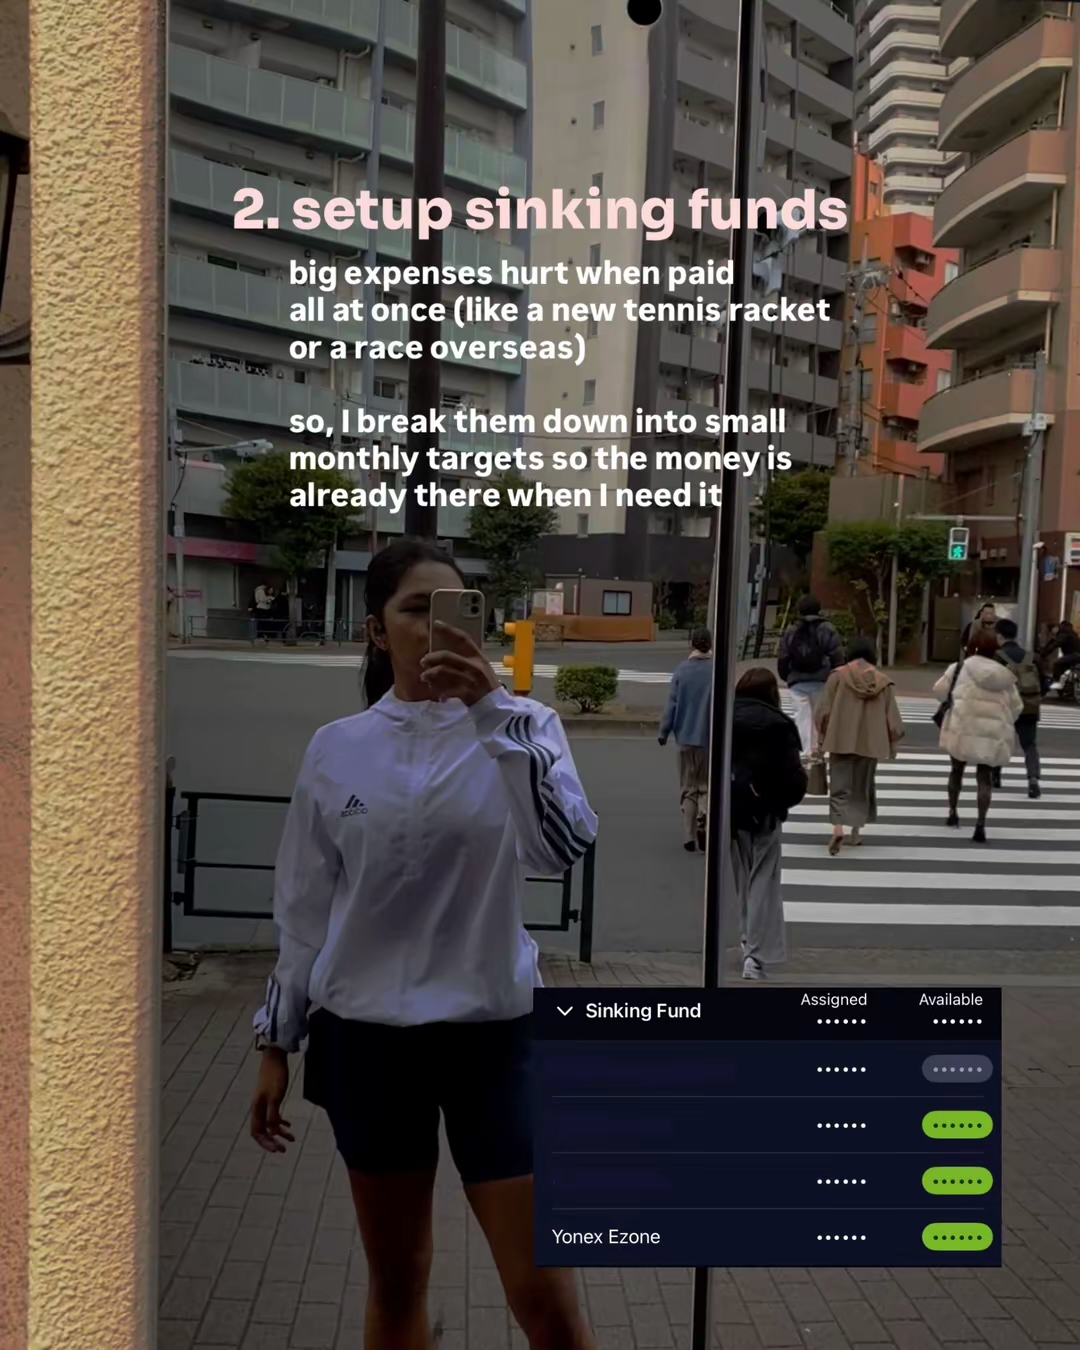 2. setup sinking funds
big expenses hurt when paid
all at once (like a new tennis racket
or a race overseas)
so, I break them down into small
monthly targets so the money is
already there when I need it
adidas
Sinking Fund
Assigned
Available
Yonex Ezone